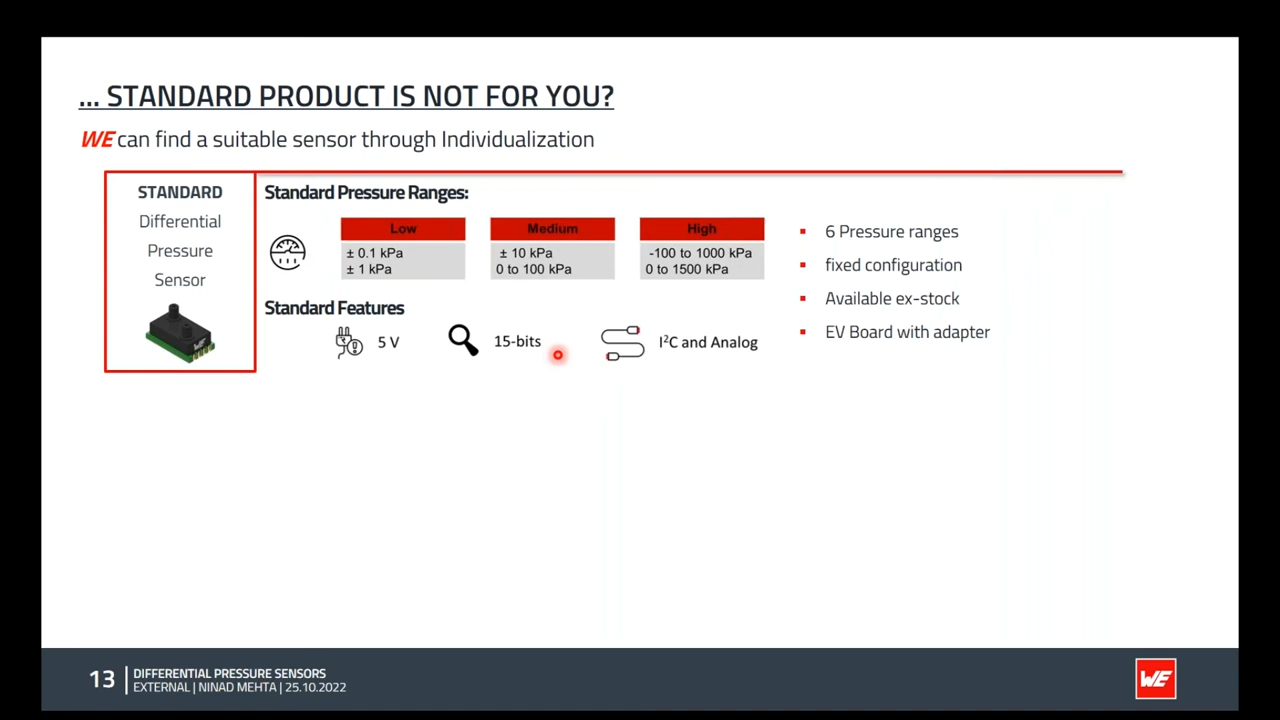 ... STANDARD PRODUCT IS NOT FOR YOU?
WE can find a suitable sensor through Individualization
STANDARD
Differential
Pressure
Sensor
WE
Standard Pressure Ranges:
Low
± 0.1 kPa
± 1 kPa
Medium
± 10 kPa
0 to 100 kPa
High
-100 to 1000 kPa
0 to 1500 kPa
Standard Features
5 V
15-bits
I²C and Analog
▪ 6 Pressure ranges
▪ fixed configuration
▪ Available ex-stock
▪ EV Board with adapter
13
DIFFERENTIAL PRESSURE SENSORS
EXTERNAL | NINAD MEHTA | 25.10.2022
WE